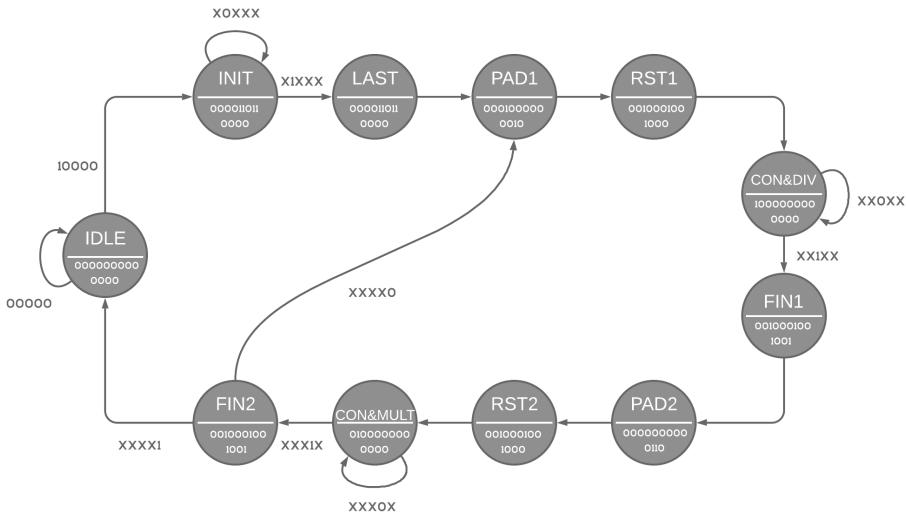 X0XXX
INIT
000011011
0000
X1XXX
LAST
000011011
0000
PAD1
000100000
0010
RST1
001000100
1000
10000
CON&DIV
100000000
0000
XX0XX
IDLE
000000000
0000
00000
XX1XX
XXXX0
FIN1
001000100
1001
FIN2
001000100
1001
XXXX1
XXX1X
CON&MULT
010000000
0000
XXX0X
RST2
001000100
1000
PAD2
000000000
0110